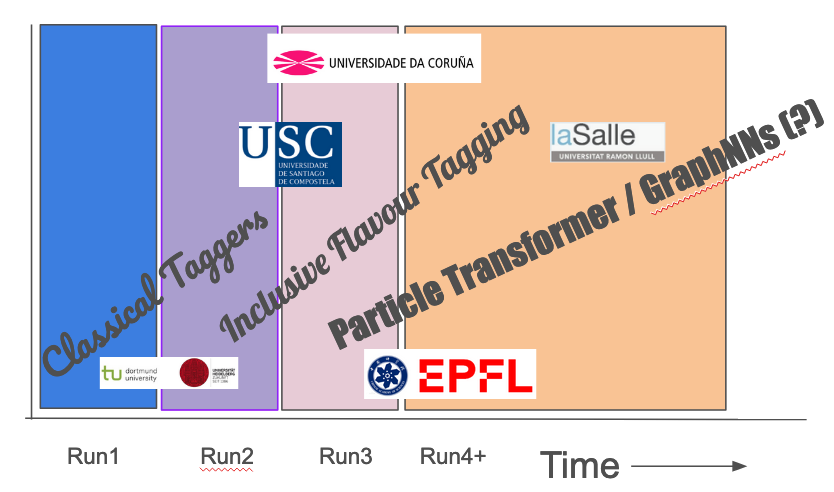 UNIVERSIDADE DA CORUÑA
USC
UNIVERSIDADE
DE SANTIAGO
DE COMPOSTELA
laSalle
UNIVERSITAT RAMON LLULL
Classical Taggers
Inclusive Flavour Tagging
Particle Transformer / GraphNNs (?)
tu dortmund
university
UNIVERSITÄT
HEIDELBERG
ZUKUNFT
SEIT 1386
EPFL
Run1
Run2
Run3
Run4+
Time